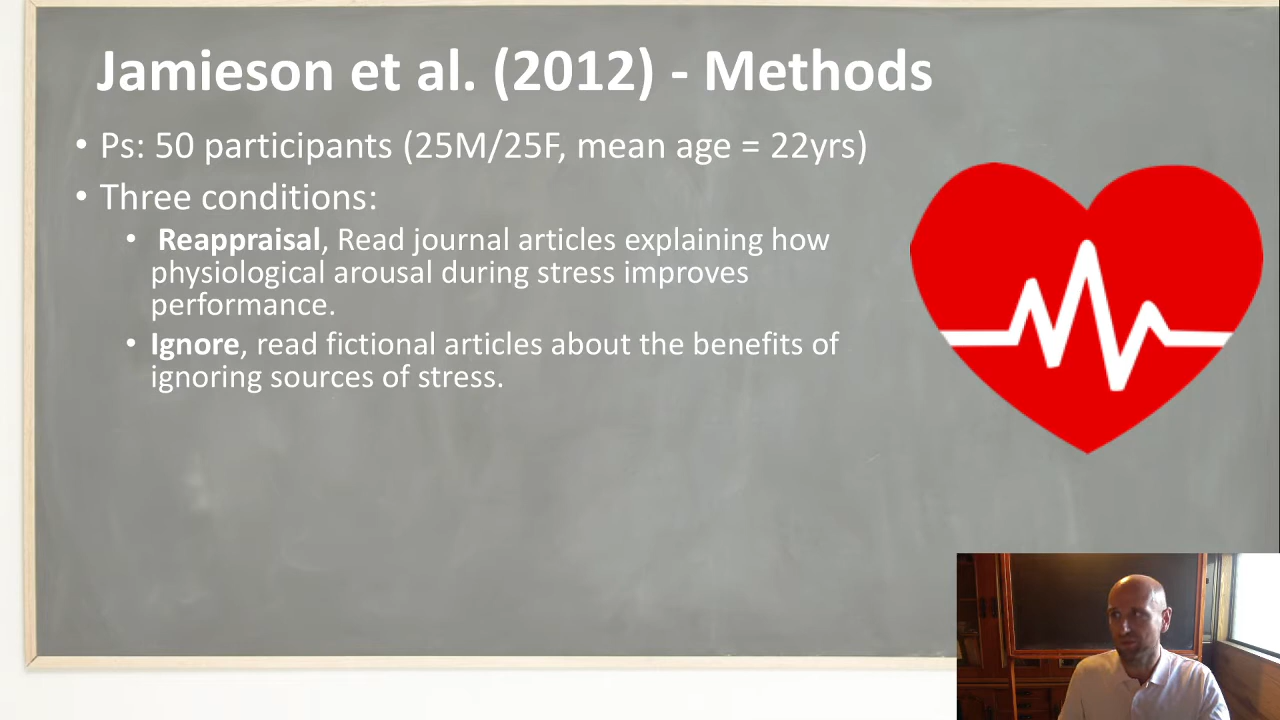 Jamieson et al. (2012) - Methods
• Ps: 50 participants (25M/25F, mean age = 22yrs)
• Three conditions:
• Reappraisal, Read journal articles explaining how
physiological arousal during stress improves
performance.
• Ignore, read fictional articles about the benefits of
ignoring sources of stress.